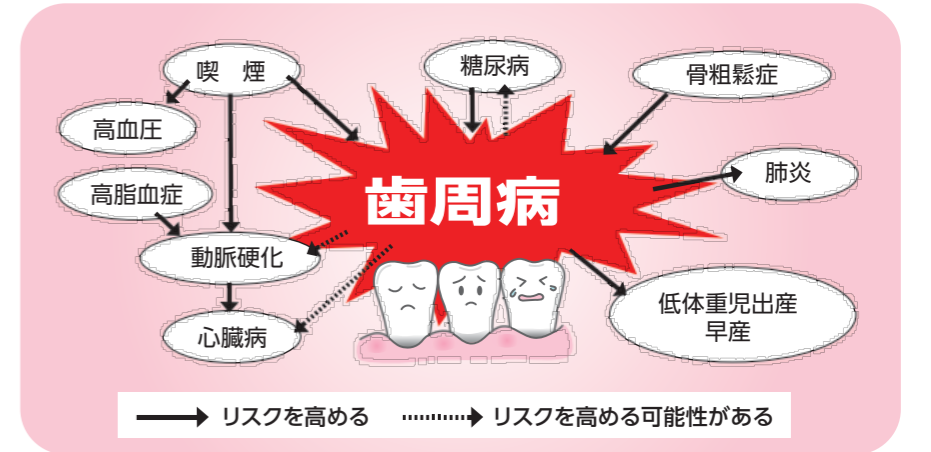 喫 煙
糖尿病
骨粗鬆症
高血圧
肺炎
高脂血症
歯周病
動脈硬化
低体重児出産
早産
心臓病
リスクを高める
リスクを高める可能性がある